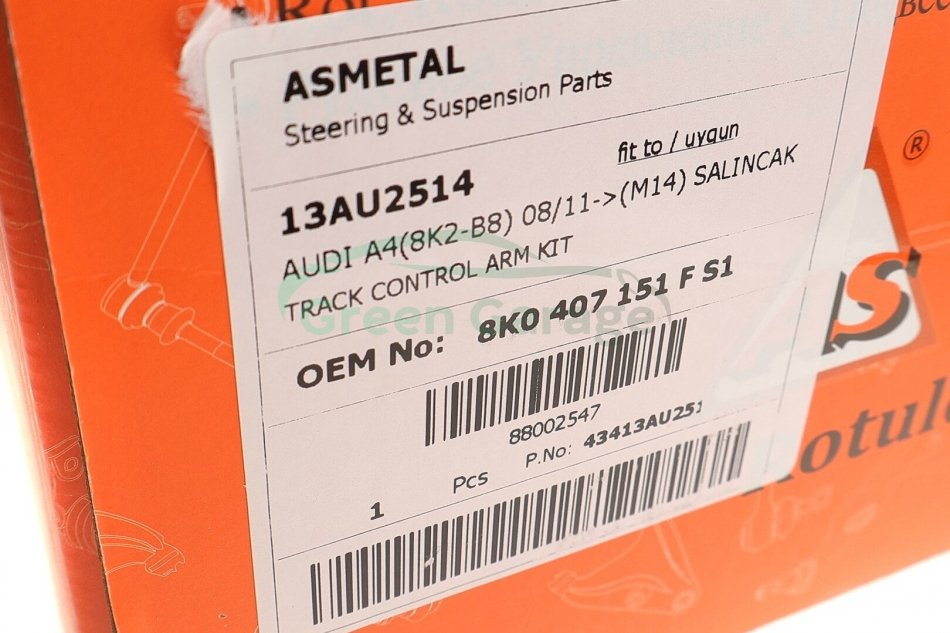 ASMETAL
Steering & Suspension Parts
fit to / uygun
13AU2514
AUDI A4(8K2-B8) 08/11->(M14) SALINCAK
TRACK CONTROL ARM KIT
Green Garage
OEM No: 8K0 407 151 F S1
88002547
P.No: 43413AU251
1 Pcs
®
AS